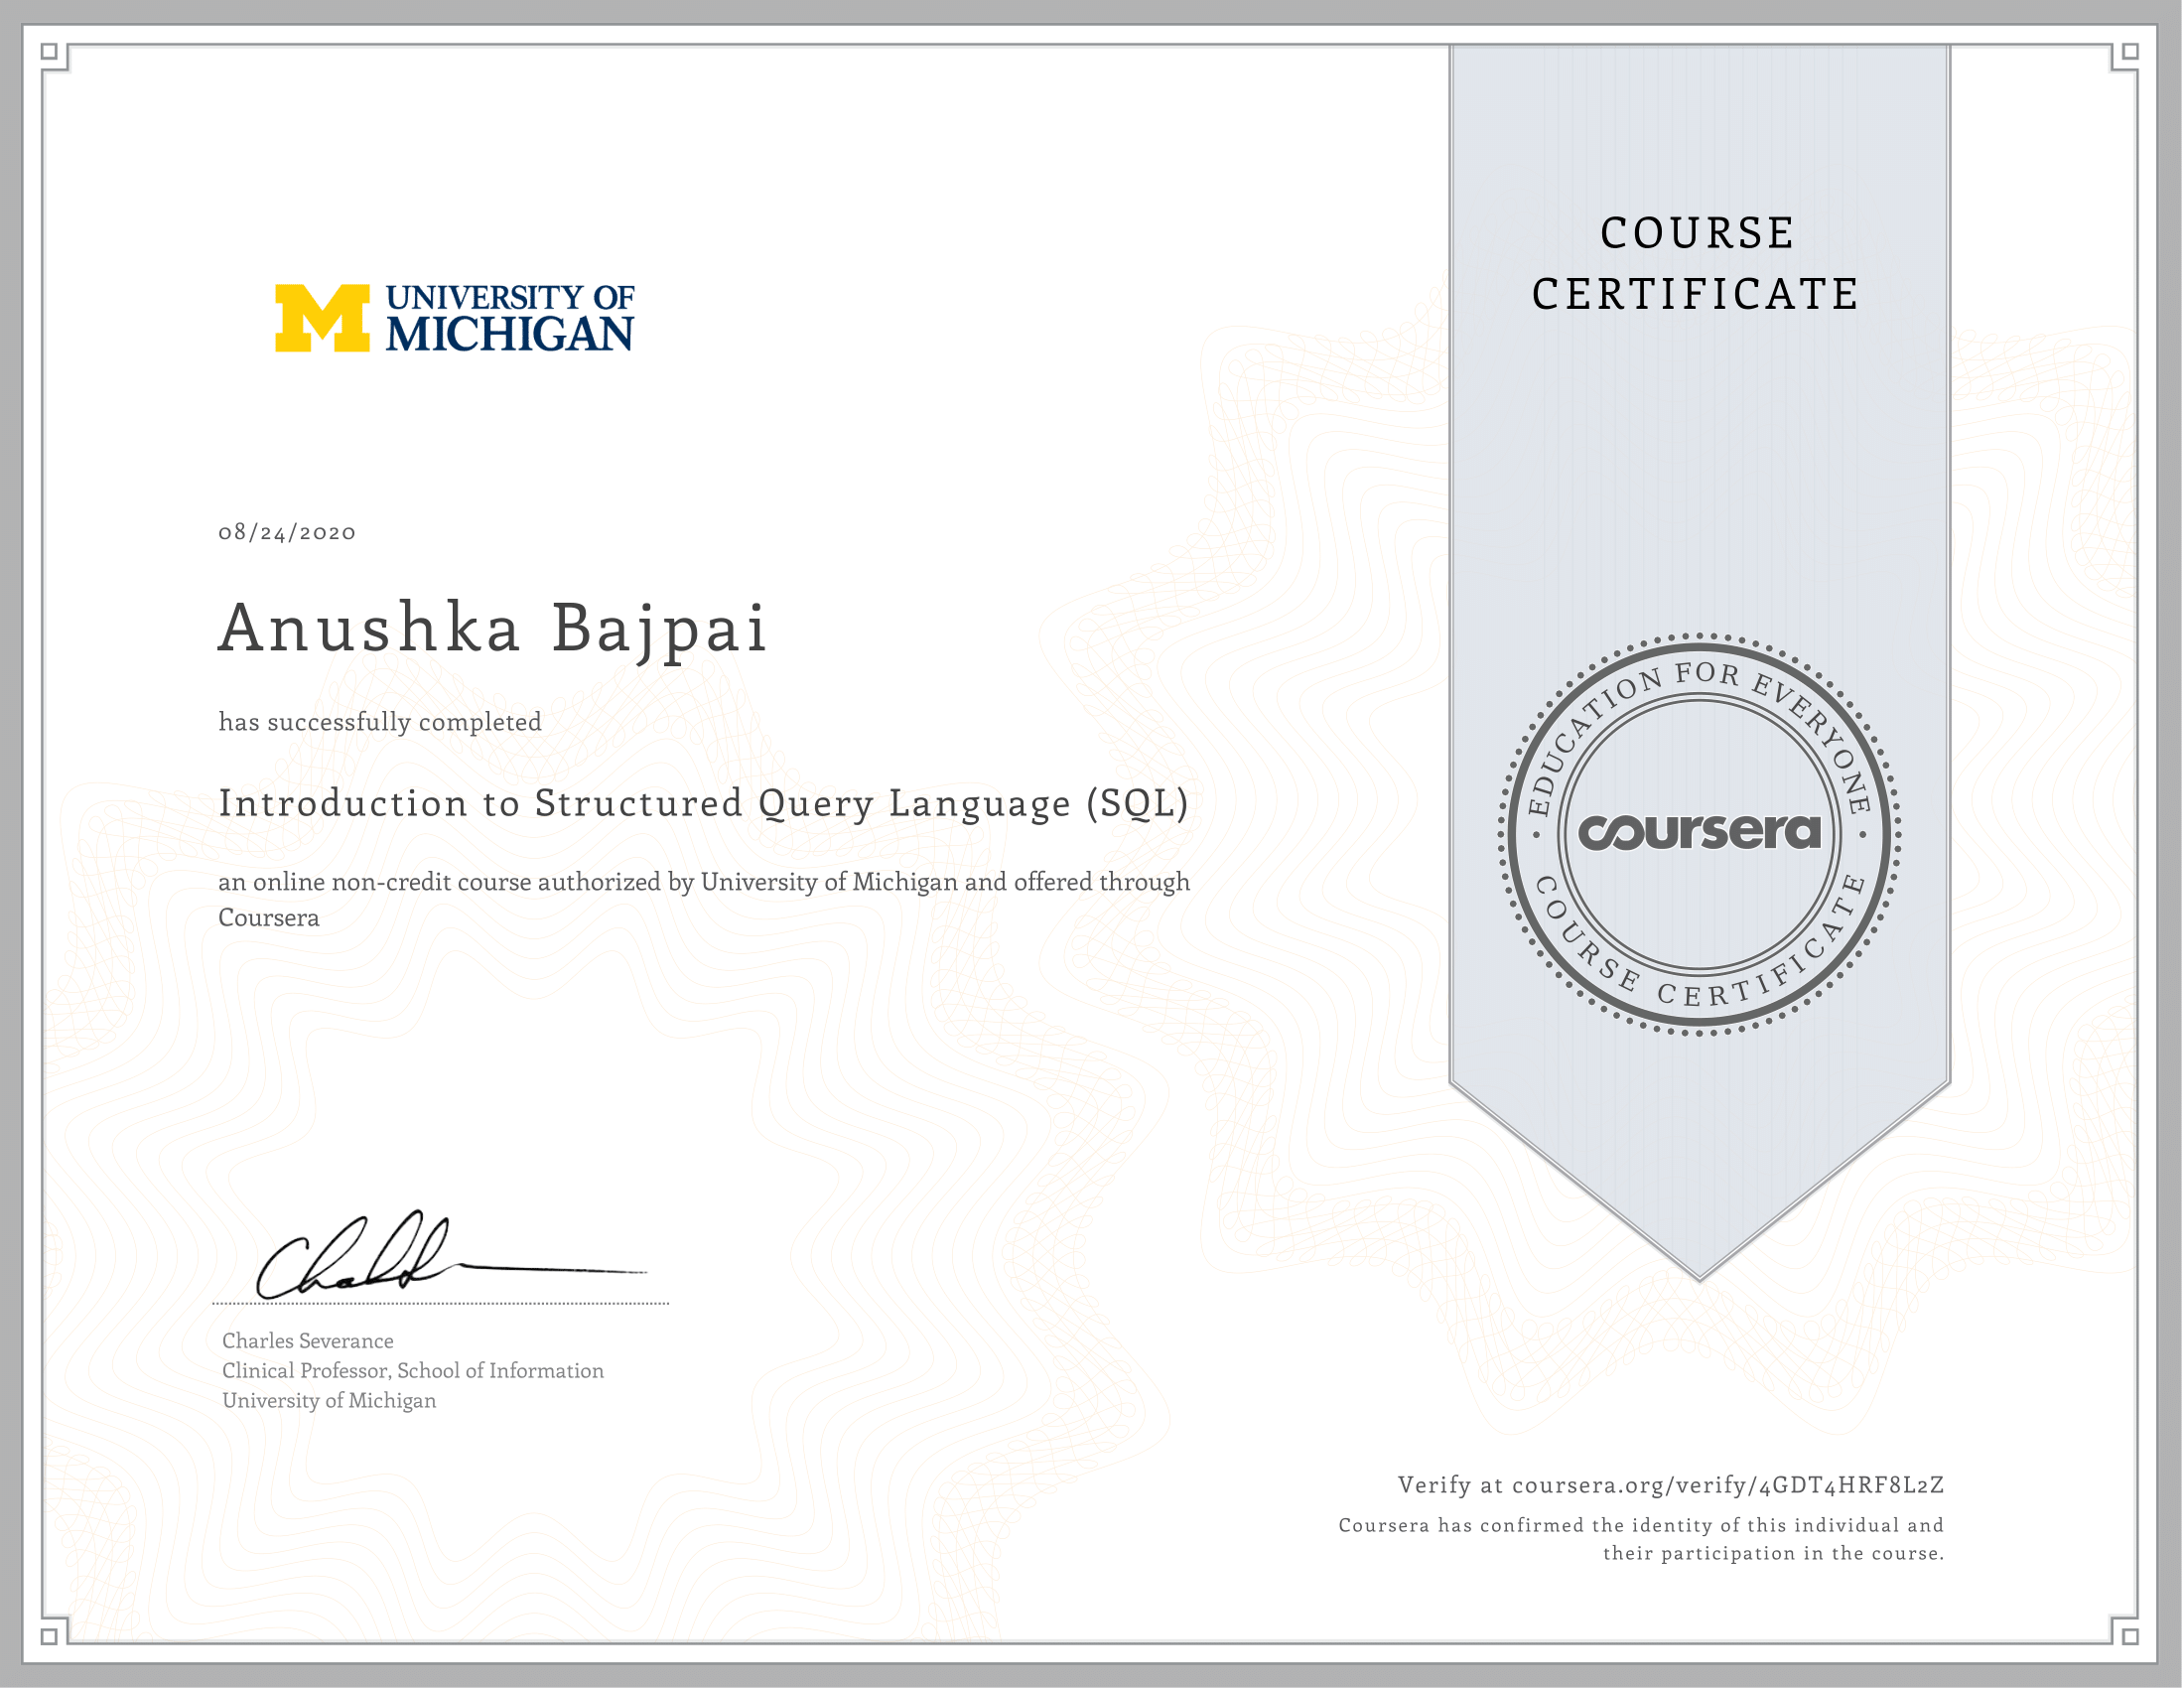 UNIVERSITY OF
MICHIGAN
COURSE
CERTIFICATE
08/24/2020
Anushka Bajpai
has successfully completed
Introduction to Structured Query Language (SQL)
an online non-credit course authorized by University of Michigan and offered through
Coursera
EDUCATION FOR EVERYONE
coursera
COURSE CERTIFICATE
Charles Severance
Clinical Professor, School of Information
University of Michigan
Verify at coursera.org/verify/4GDT4HRF8L2Z
Coursera has confirmed the identity of this individual and
their participation in the course.